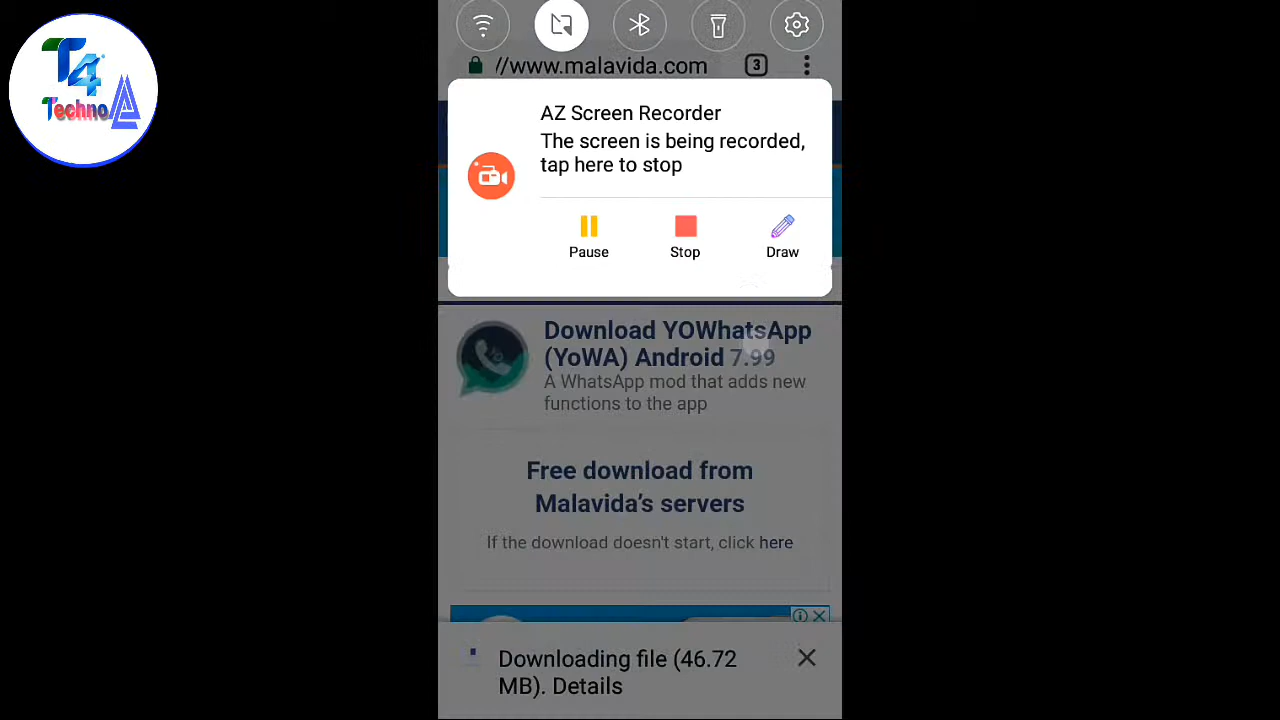 T4
TechnoA
//www.malavida.com
3
AZ Screen Recorder
The screen is being recorded,
tap here to stop
Pause
Stop
Draw
Download YOWhatsApp
(YoWA) Android 7.99
A WhatsApp mod that adds new
functions to the app
Free download from
Malavida's servers
If the download doesn't start, click here
Downloading file (46.72
MB). Details